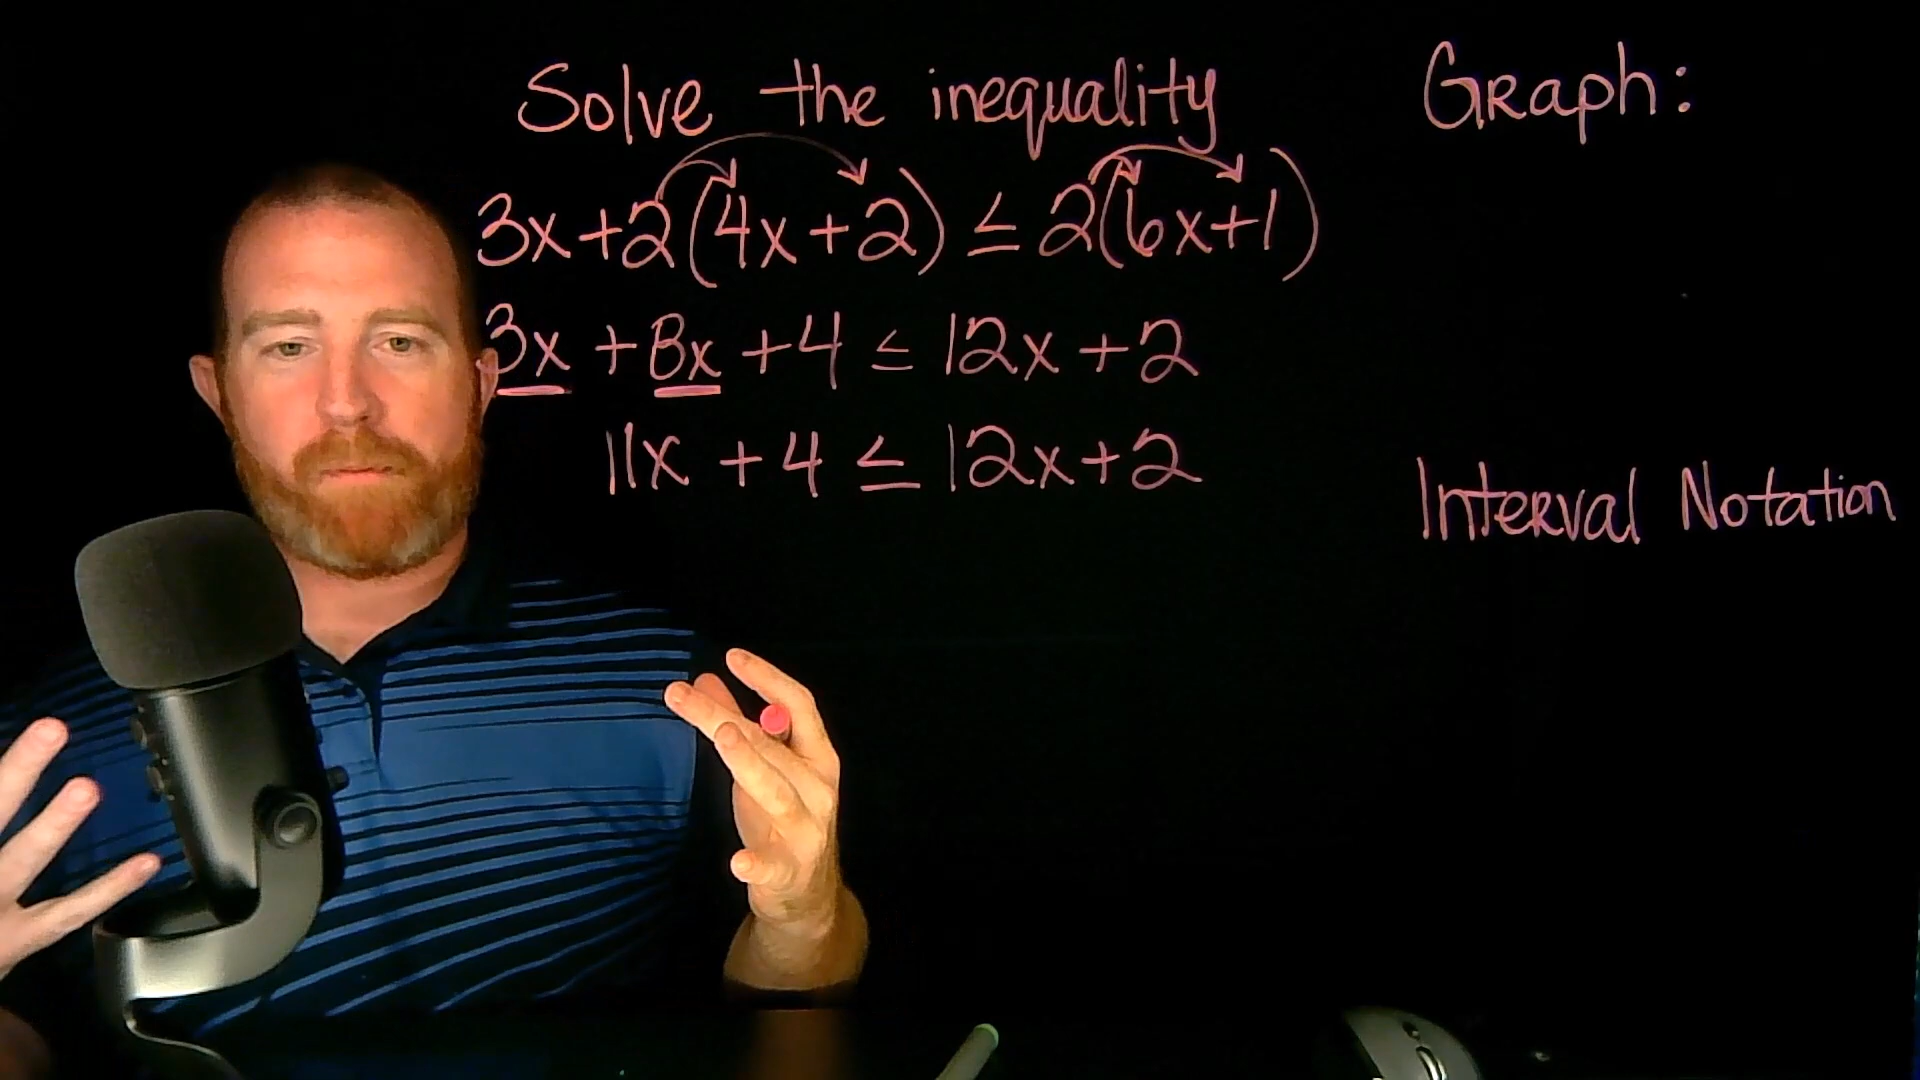 Solve the inequality
3x+2(4x+2) ≤ 2(6x+1)
3x + 8x + 4 ≤ 12x + 2
11x + 4 ≤ 12x+2
Graph:
Interval Notation